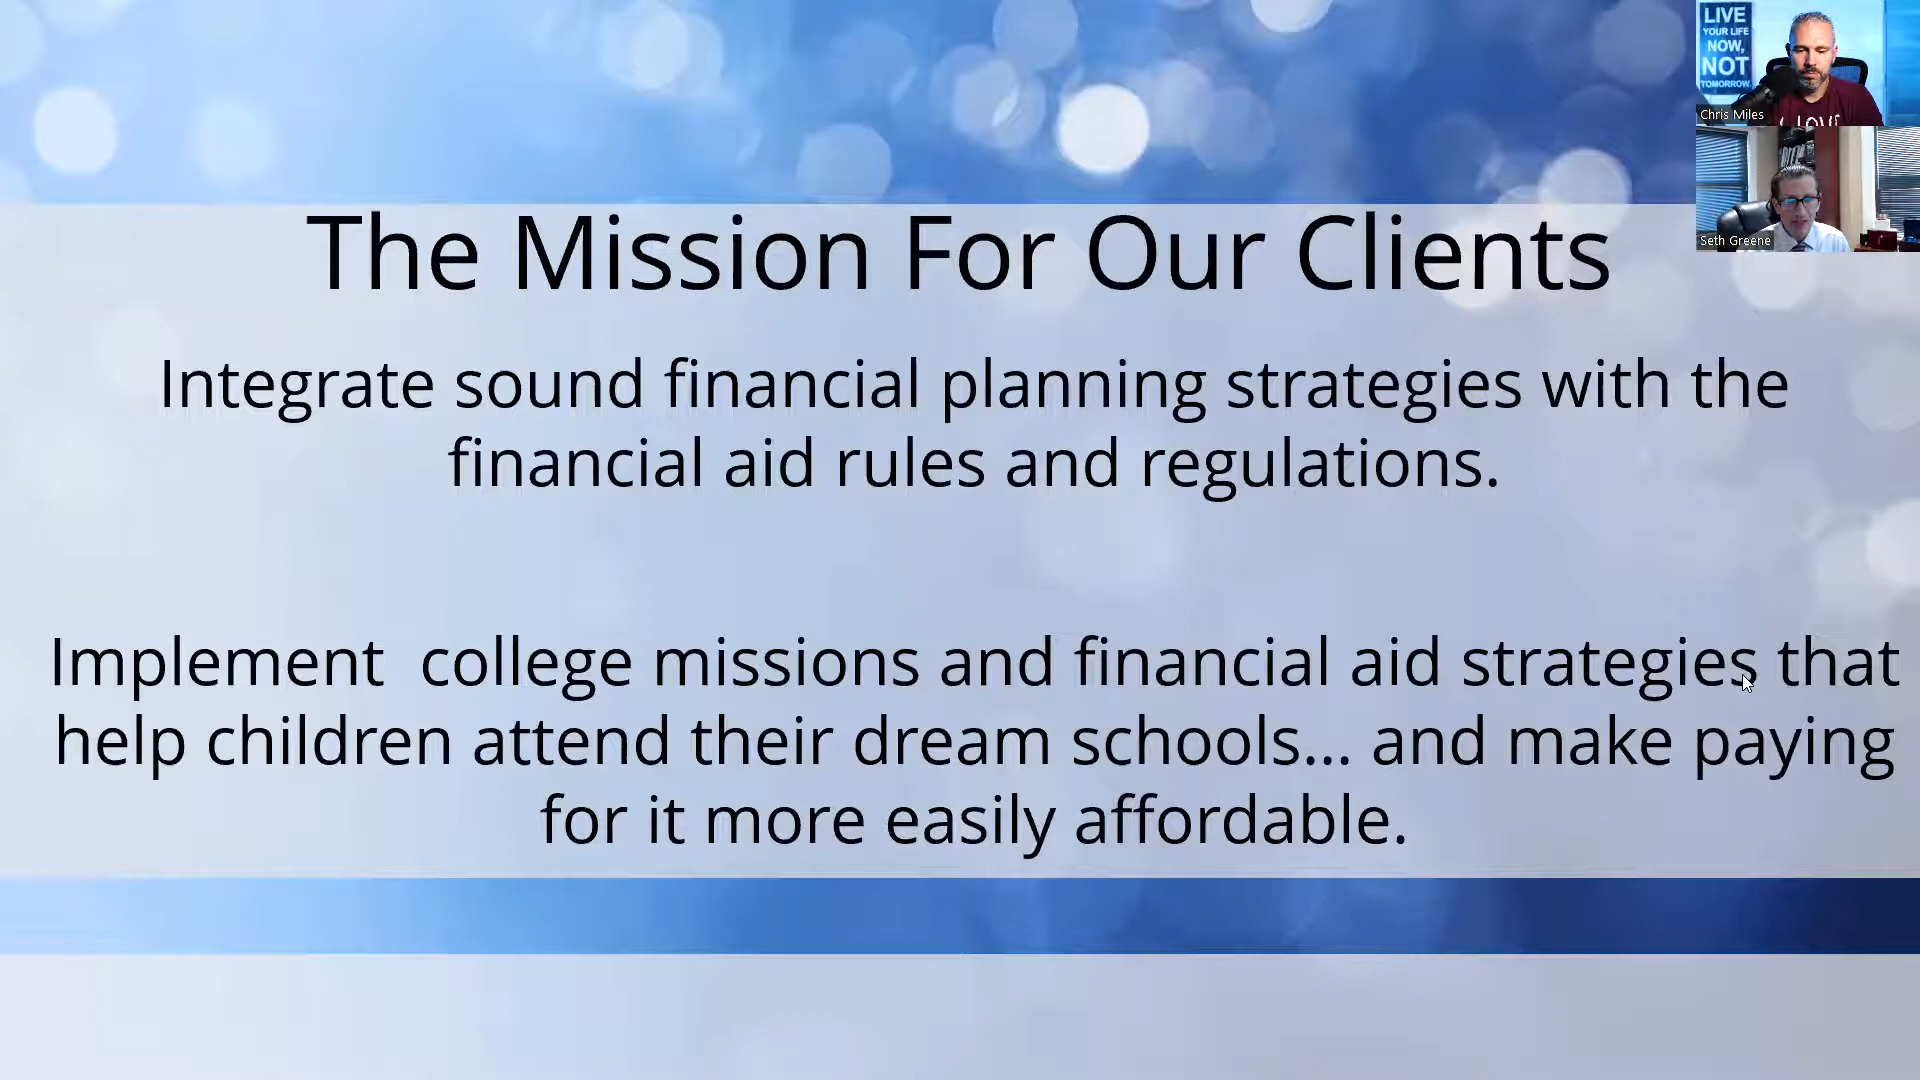 The Mission For Our Clients
Integrate sound financial planning strategies with the
financial aid rules and regulations.
Implement  college missions and financial aid strategies that
help children attend their dream schools... and make paying
for it more easily affordable.
LIVE
YOUR LIFE
NOW,
NOT
TOMORROW
Chris Miles
I LOVE
Seth Greene